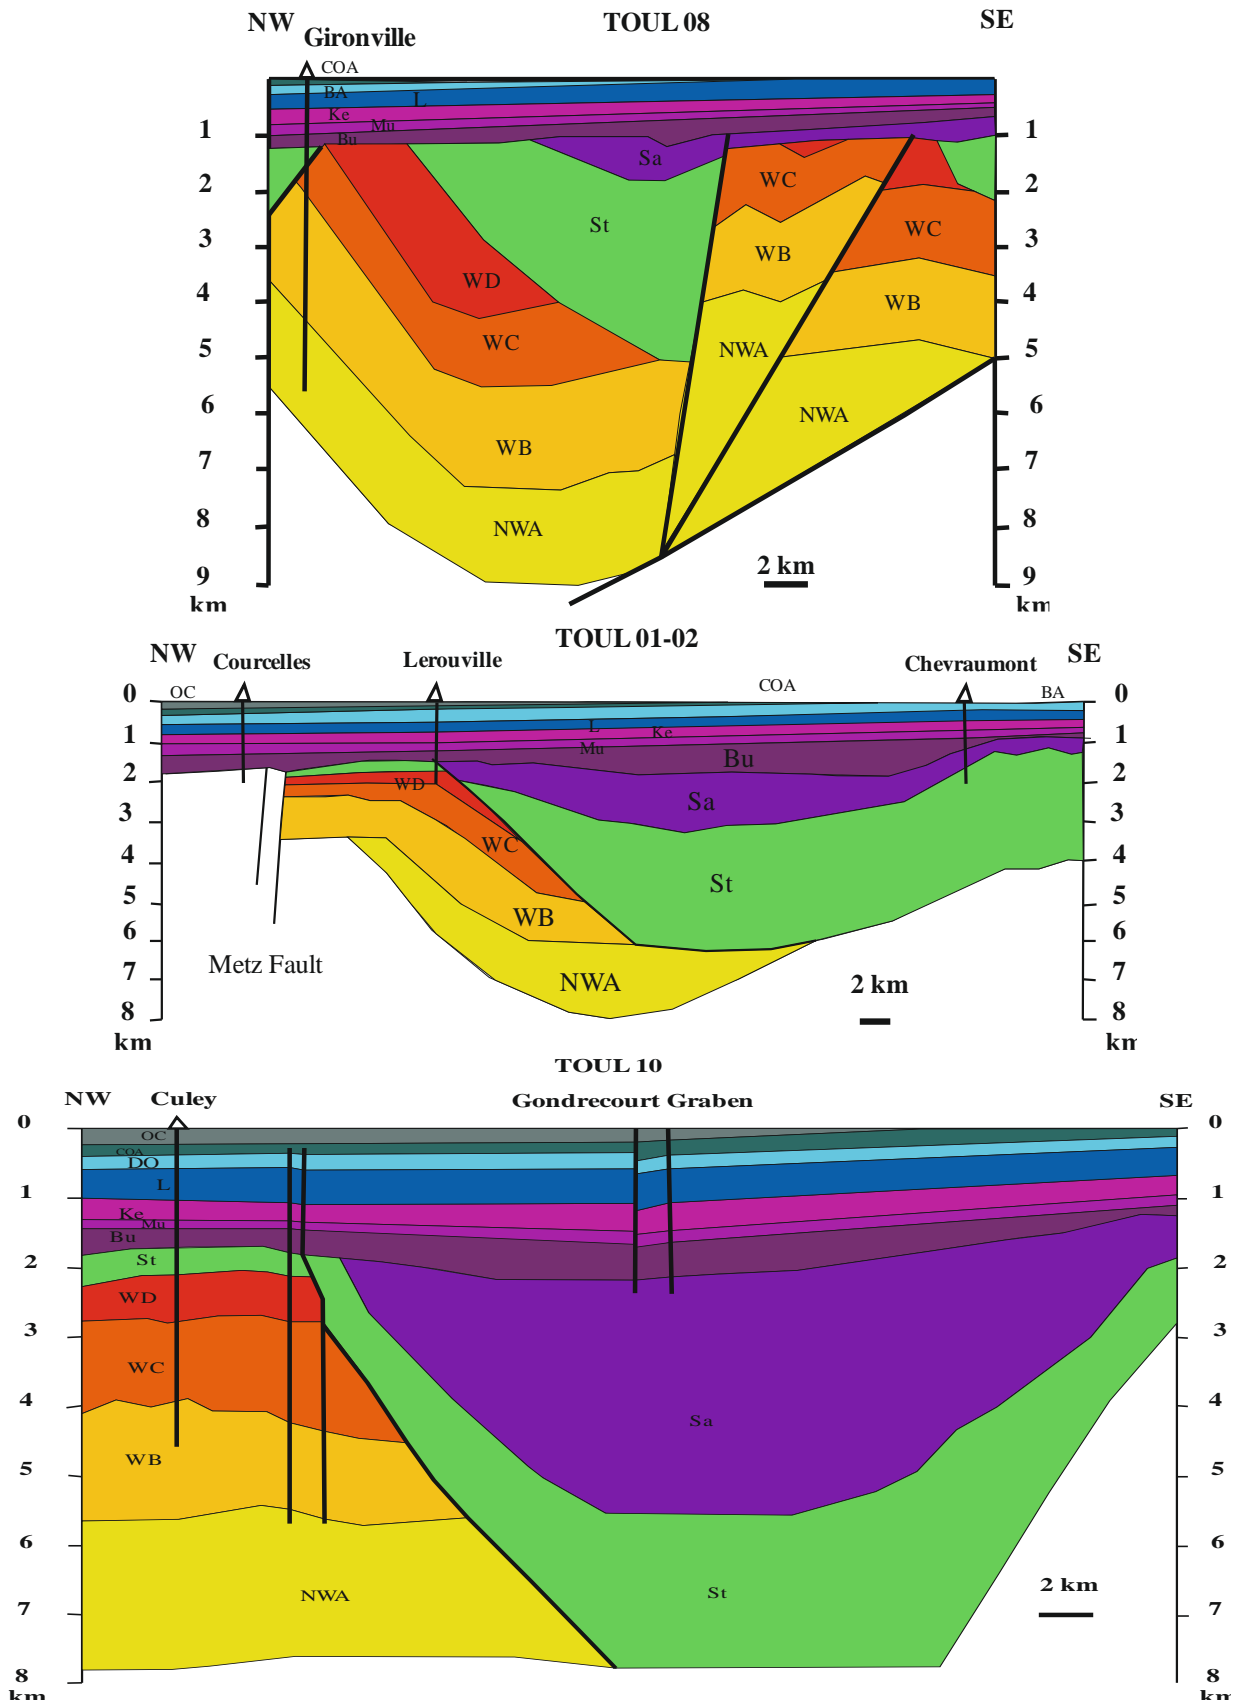 NW TOUL 08 SE
Gironville
COA
BA L
Ke
Mu
Bu
1 Sa 1
2 WC 2
St
3 WB WC 3
4 WD WB 4
5 WC NWA 5
6 NWA 6
7 WB 7
8 NWA 8
2 km
9 9
km km
TOUL 01-02
NW SE
Courcelles Lerouville Chevraumont
0 OC COA BA 0
L Ke
1 Mu 1
Bu
2 WD 2
Sa
3 3
WC
4 4
St
5 5
WB
6 6
Metz Fault
7 NWA 7
2 km
8 8
km km
TOUL 10
NW Culey Gondrecourt Graben SE
0 0
OC
COA
DO
L
1 1
Ke
Mu
Bu
2 St 2
WD
3 3
WC
4 4
Sa
WB
5 5
6 6
NWA St 2 km
7 7
8 8
km km